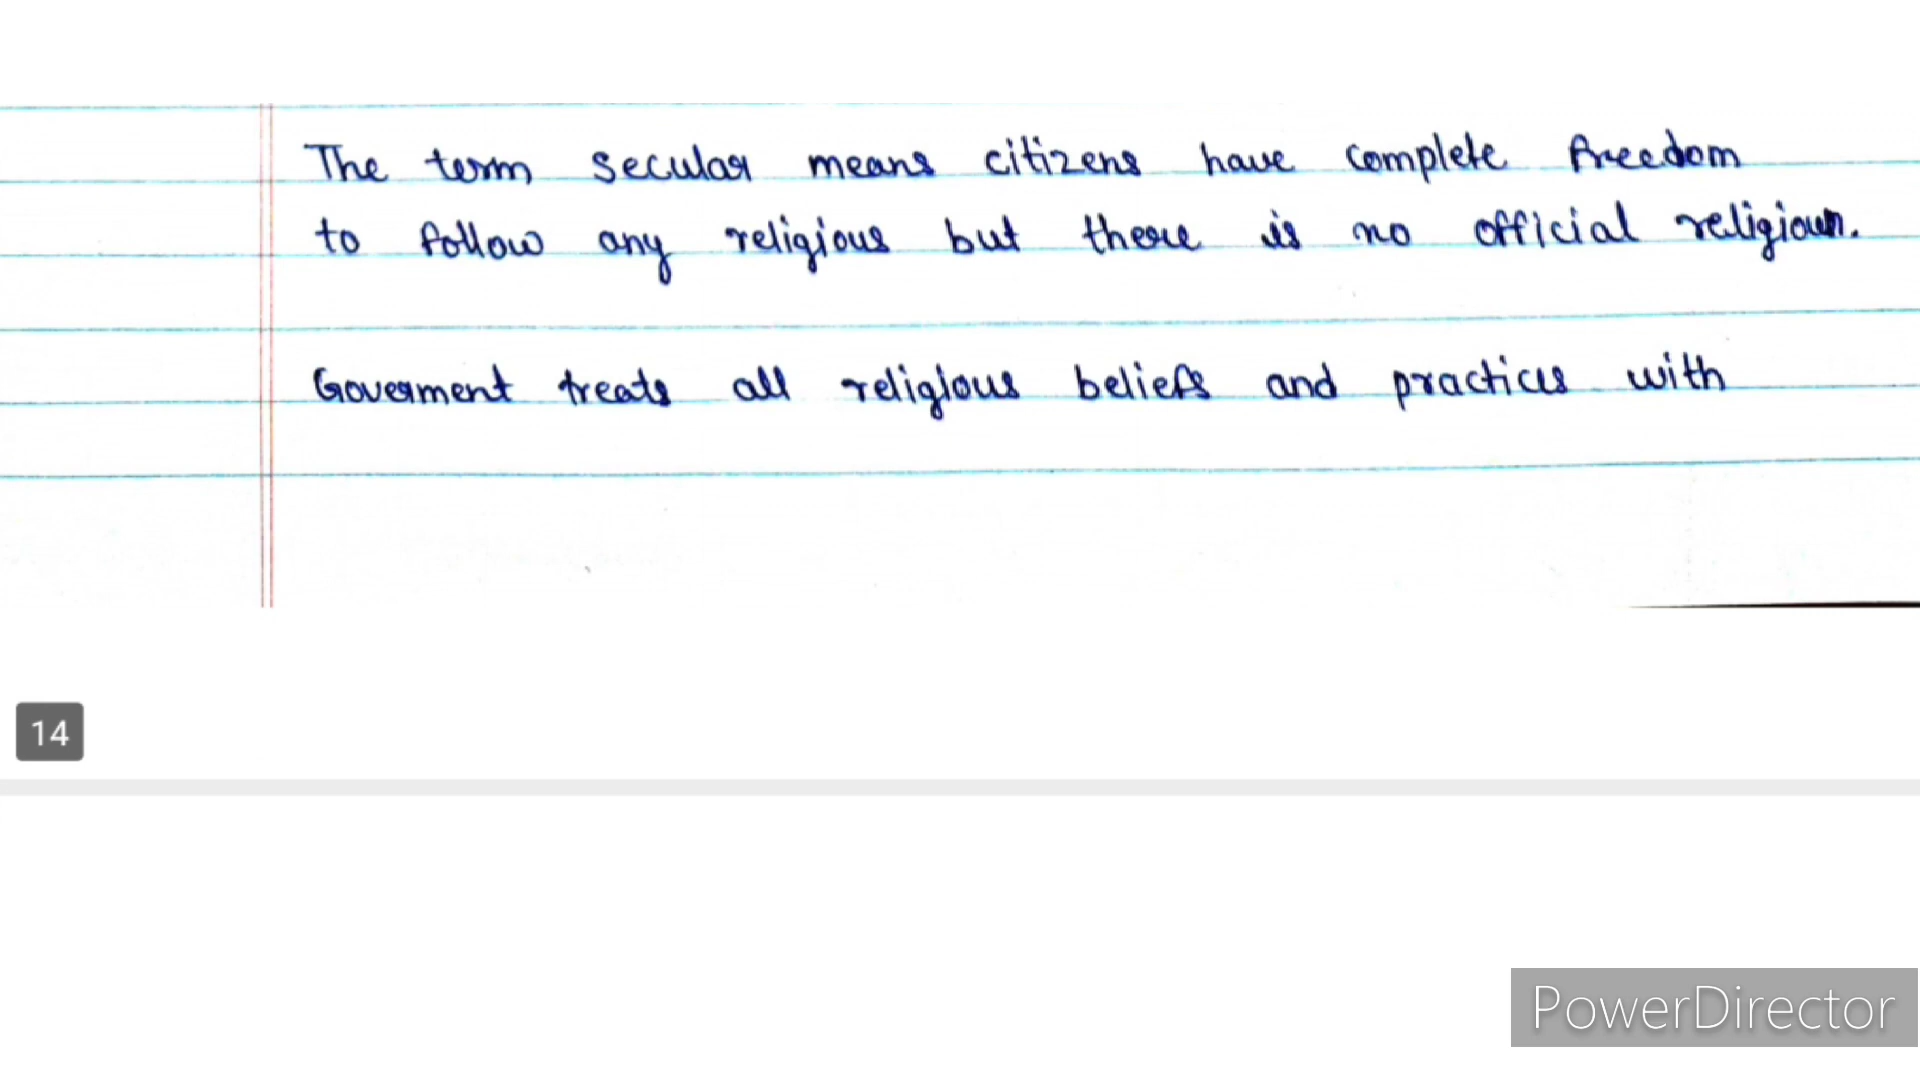 The term secular means citizens have complete freedom
to follow any religious but there is no official religioun.
Goverment treats all religious beliefs and practices with
14
PowerDirector